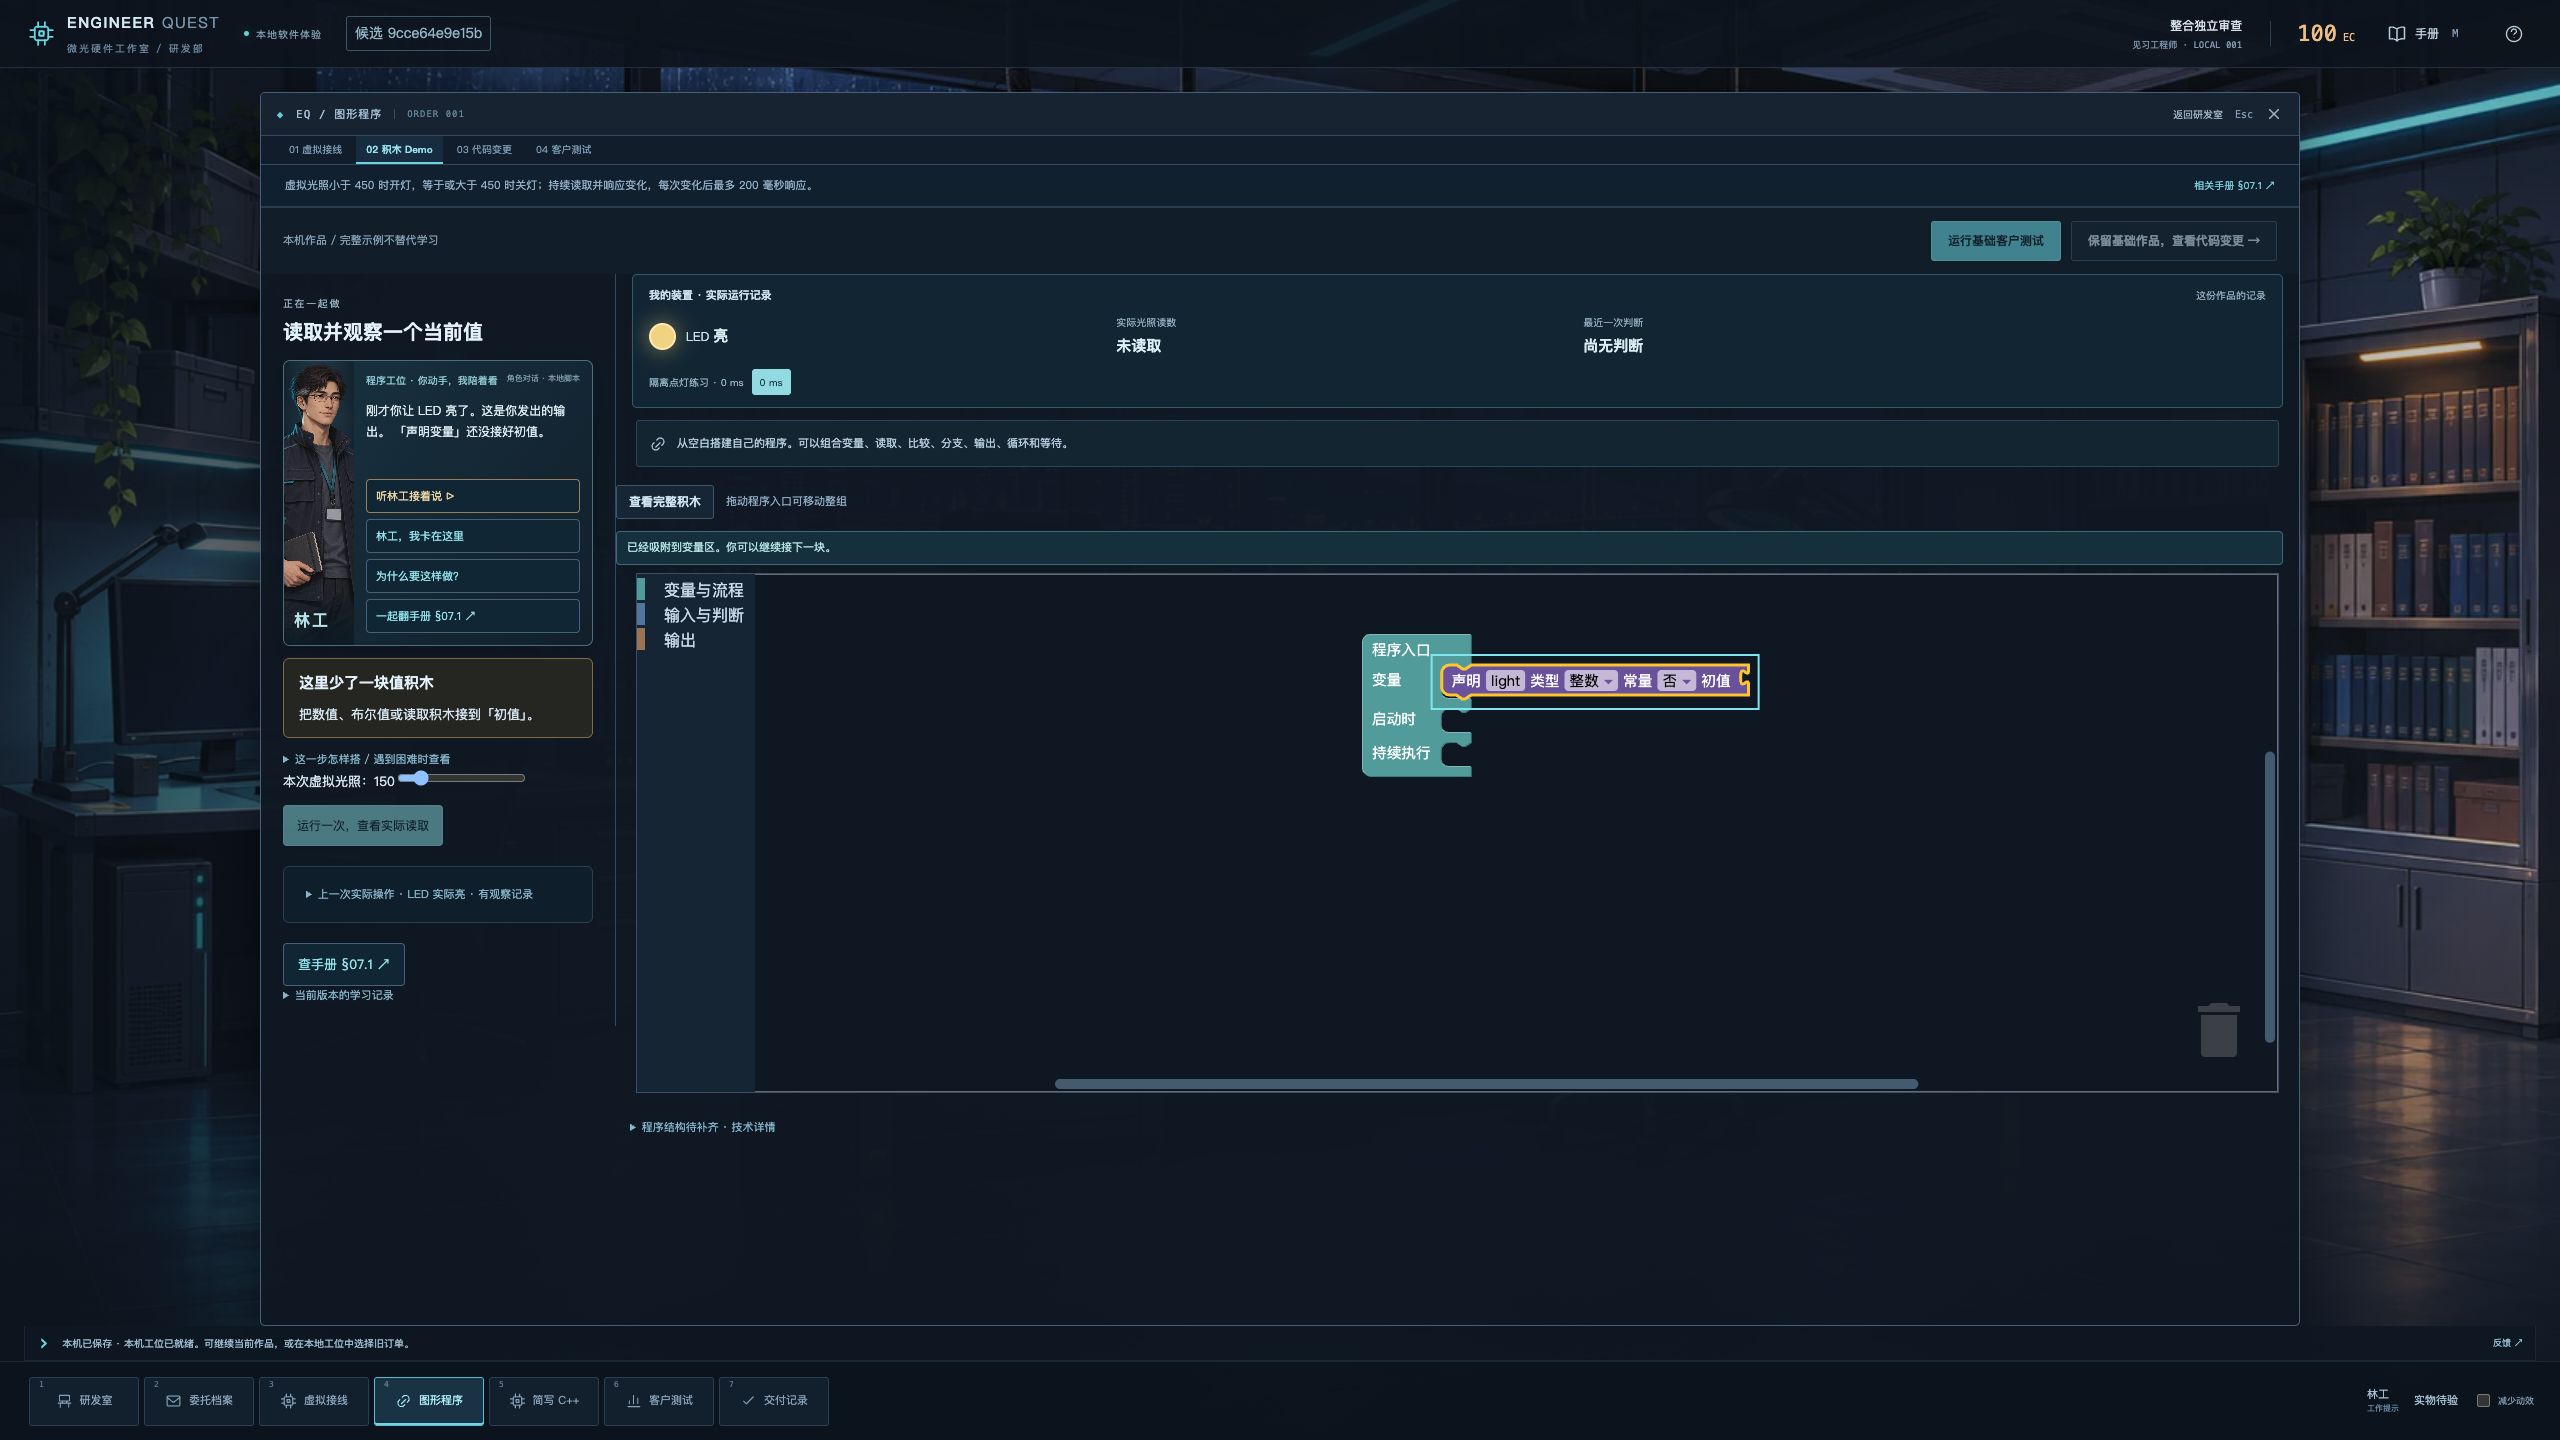 ENGINEER QUEST
微光硬件工作室 / 研发部
本地软件体验
候选 9cce64e9e15b
整合独立审查
见习工程师 · LOCAL 001
100 EC
手册 M
EQ / 图形程序 | ORDER 001
返回研发室 Esc
01 虚拟接线
02 积木 Demo
03 代码变更
04 客户测试
虚拟光照小于 450 时开灯，等于或大于 450 时关灯；持续读取并响应变化，每次变化后最多 200 毫秒响应。
相关手册 §07.1 ↗
本机作品 / 完整示例不替代学习
运行基础客户测试
保留基础作品，查看代码变更 →
正在一起做
读取并观察一个当前值
程序工位 · 你动手，我陪着看
角色对话 · 本地脚本
刚才你让 LED 亮了。这是你发出的输
出。 「声明变量」还没接好初值。
听林工接着说 ▷
林工，我卡在这里
为什么要这样做？
一起翻手册 §07.1 ↗
林工
这里少了一块值积木
把数值、布尔值或读取积木接到「初值」。
▶ 这一步怎样搭 / 遇到困难时查看
本次虚拟光照：150
运行一次，查看实际读取
▶ 上一次实际操作 · LED 实际亮 · 有观察记录
查手册 §07.1 ↗
▶ 当前版本的学习记录
我的装置 · 实际运行记录
这份作品的记录
LED 亮
实际光照读数
未读取
最近一次判断
尚无判断
隔离点灯练习 · 0 ms
0 ms
从空白搭建自己的程序。可以组合变量、读取、比较、分支、输出、循环和等待。
查看完整积木
拖动程序入口可移动整组
已经吸附到变量区。你可以继续接下一块。
变量与流程
输入与判断
输出
程序入口
变量
声明 light 类型 整数 常量 否 初值
启动时
持续执行
▶ 程序结构待补齐 · 技术详情
本机已保存 · 本机工位已就绪。可继续当前作品，或在本地工位中选择旧订单。
反馈 ↗
1 研发室
2 委托档案
3 虚拟接线
4 图形程序
5 简写 C++
6 客户测试
7 交付记录
林工
工作提示
实物待验
减少动效